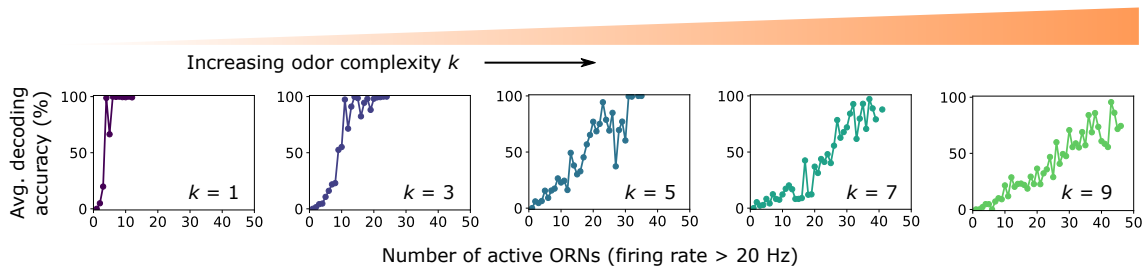 Increasing odor complexity k
Avg. decoding
accuracy (%)
100
50
0
k = 1
0 10 20 30 40 50
100
50
0
k = 3
0 10 20 30 40 50
100
50
0
k = 5
0 10 20 30 40 50
100
50
0
k = 7
0 10 20 30 40 50
100
50
0
k = 9
0 10 20 30 40 50
Number of active ORNs (firing rate > 20 Hz)